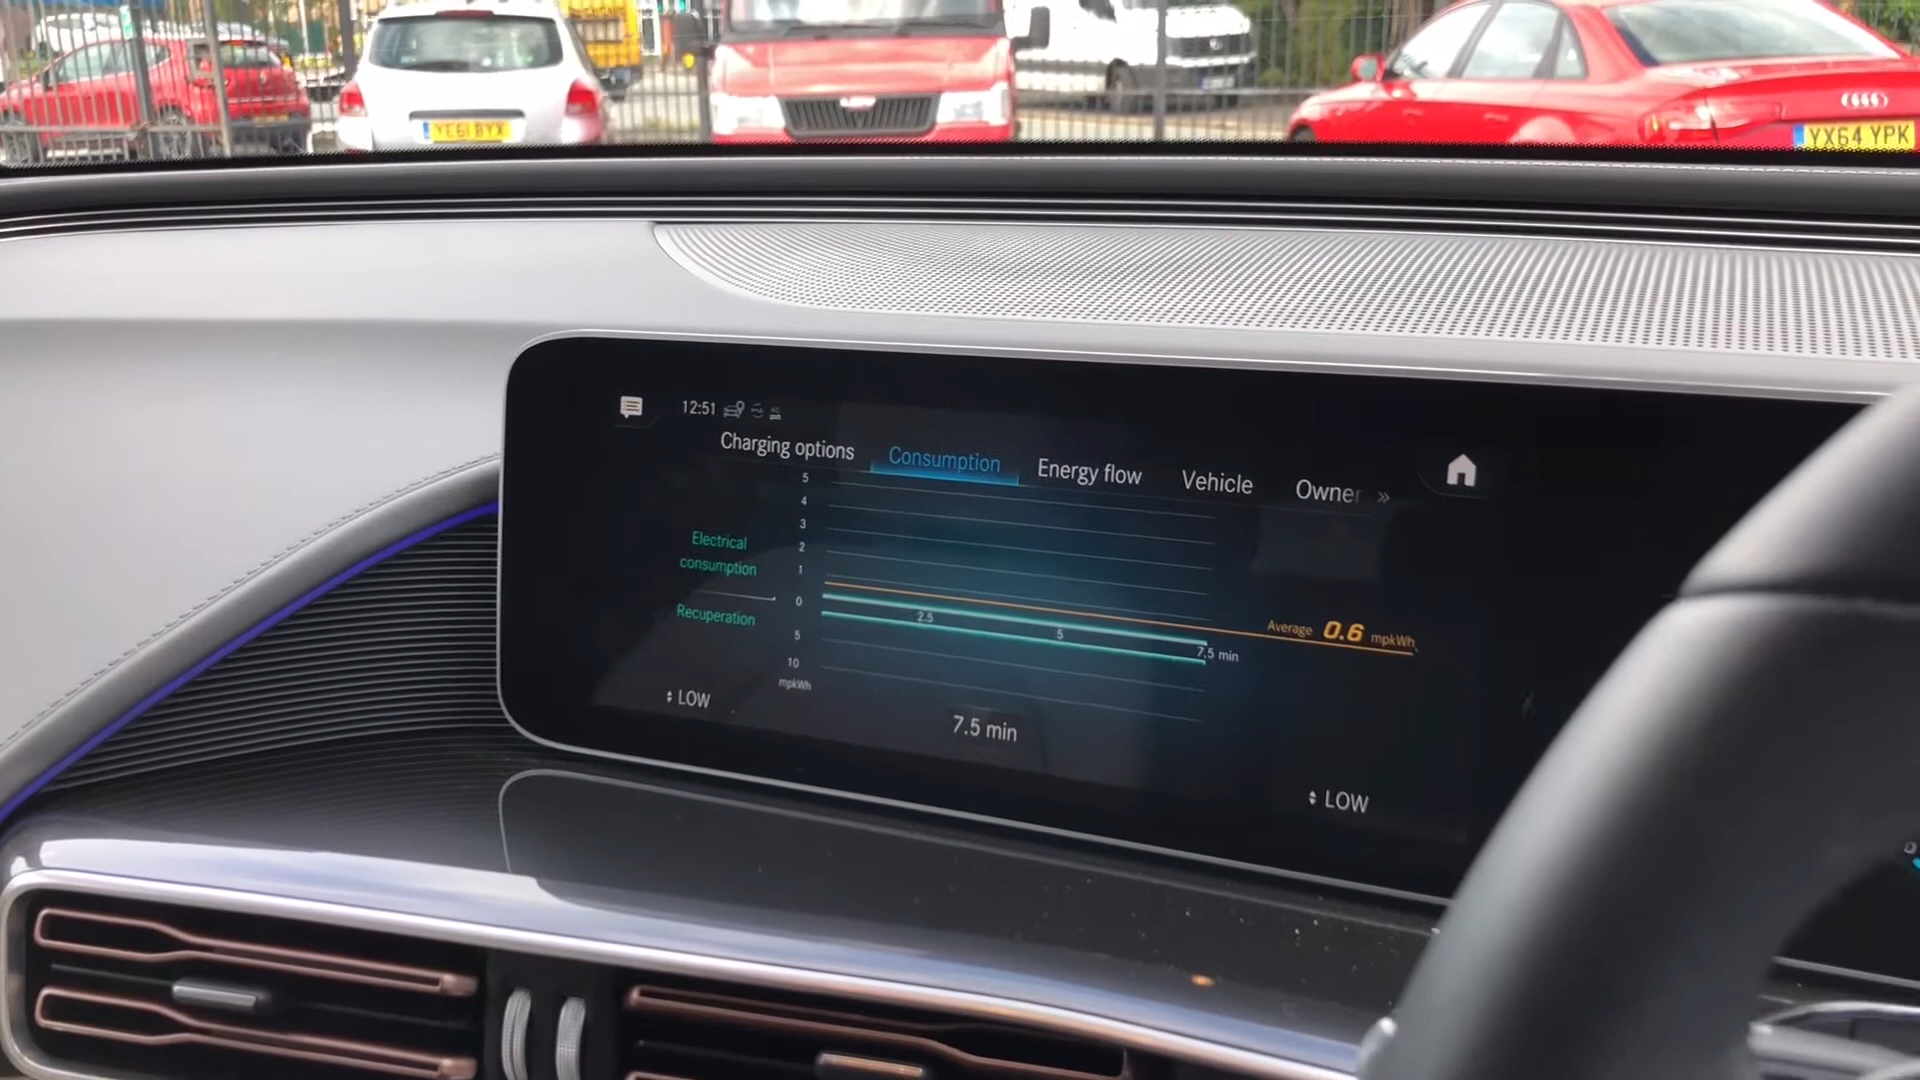 YE61 BYX
YX64 YPK
12:51
Charging options
Consumption
Energy flow
Vehicle
Owner
5
4
3
2
1
0
5
10
mpkWh
Electrical
consumption
Recuperation
2.5
5
7.5 min
Average 0.6 mpkWh
LOW
7.5 min
LOW